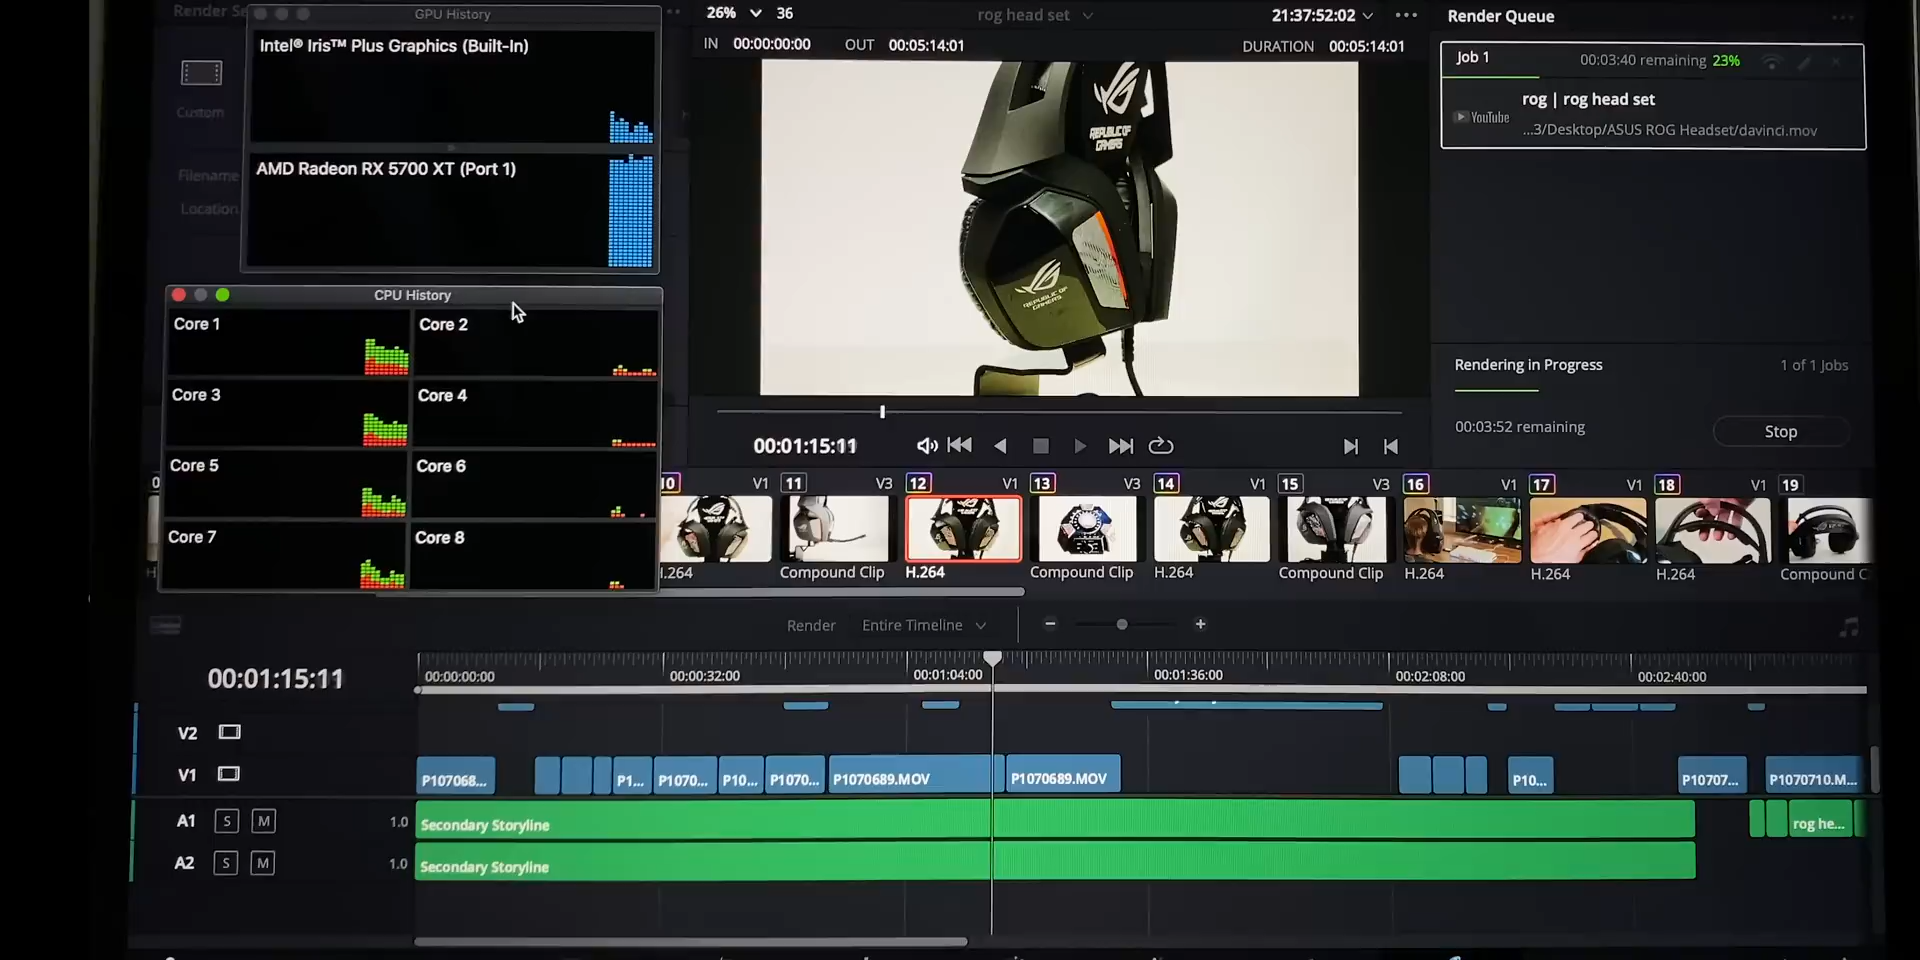 Render Se
GPU History
Intel® Iris™ Plus Graphics (Built-In)
AMD Radeon RX 5700 XT (Port 1)
Custom
Filename
Location
CPU History
Core 1
Core 2
Core 3
Core 4
Core 5
Core 6
Core 7
Core 8
26% 36 rog head set 21:37:52:02
IN 00:00:00:00 OUT 00:05:14:01 DURATION 00:05:14:01
REPUBLIC OF GAMERS
REPUBLIC OF GAMERS
00:01:15:11
Render Queue
Job 1 00:03:40 remaining 23%
YouTube
rog | rog head set
...3/Desktop/ASUS ROG Headset/davinci.mov
Rendering in Progress 1 of 1 Jobs
00:03:52 remaining Stop
10 V1 11 V3 12 V1 13 V3 14 V1 15 V3 16 V1 17 V1 18 V1 19
.264 Compound Clip H.264 Compound Clip H.264 Compound Clip H.264 H.264 H.264 Compound C
Render Entire Timeline
00:01:15:11
00:00:00:00 00:00:32:00 00:01:04:00 00:01:36:00 00:02:08:00 00:02:40:00
V2
V1 P107068... P1... P1070... P10... P1070... P1070689.MOV P1070689.MOV P10... P10707... P1070710.M...
A1 S M 1.0 Secondary Storyline rog he...
A2 S M 1.0 Secondary Storyline